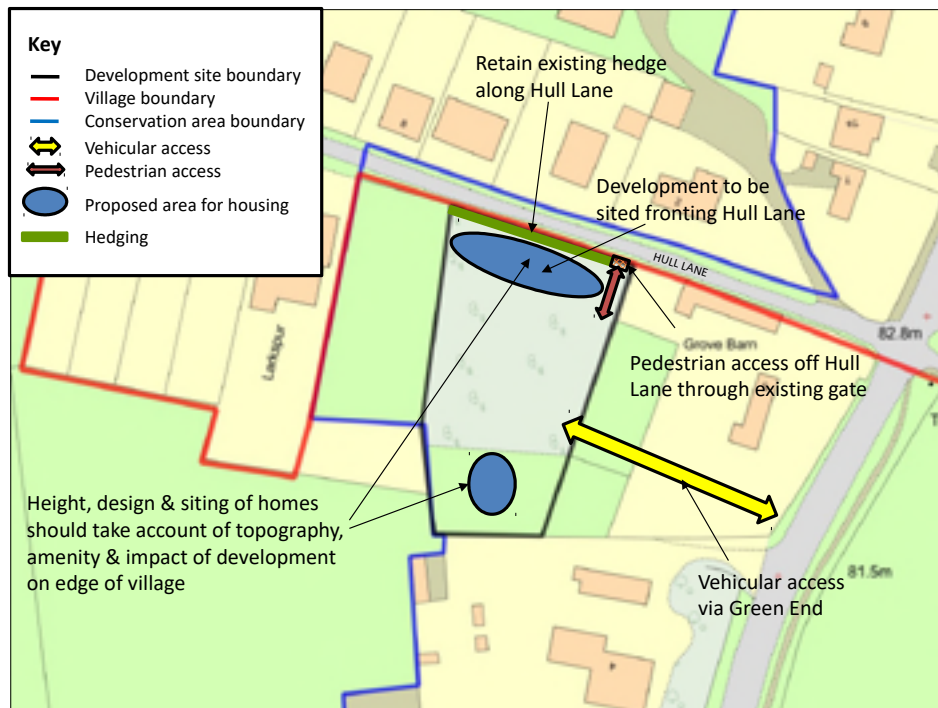 Key
Development site boundary
Village boundary
Conservation area boundary
Vehicular access
Pedestrian access
Proposed area for housing
Hedging
Retain existing hedge
along Hull Lane
Development to be
sited fronting Hull Lane
HULL LANE
82.8m
Grove Barn
Larkspur
Pedestrian access off Hull
Lane through existing gate
Height, design & siting of homes
should take account of topography,
amenity & impact of development
on edge of village
Vehicular access
via Green End
81.5m